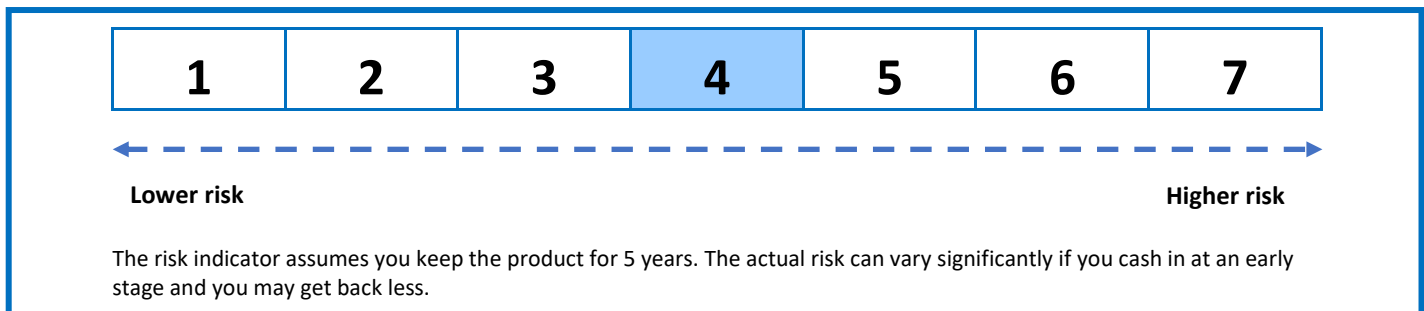 1 2 3 4 5 6 7
Lower risk Higher risk
The risk indicator assumes you keep the product for 5 years. The actual risk can vary significantly if you cash in at an early
stage and you may get back less.